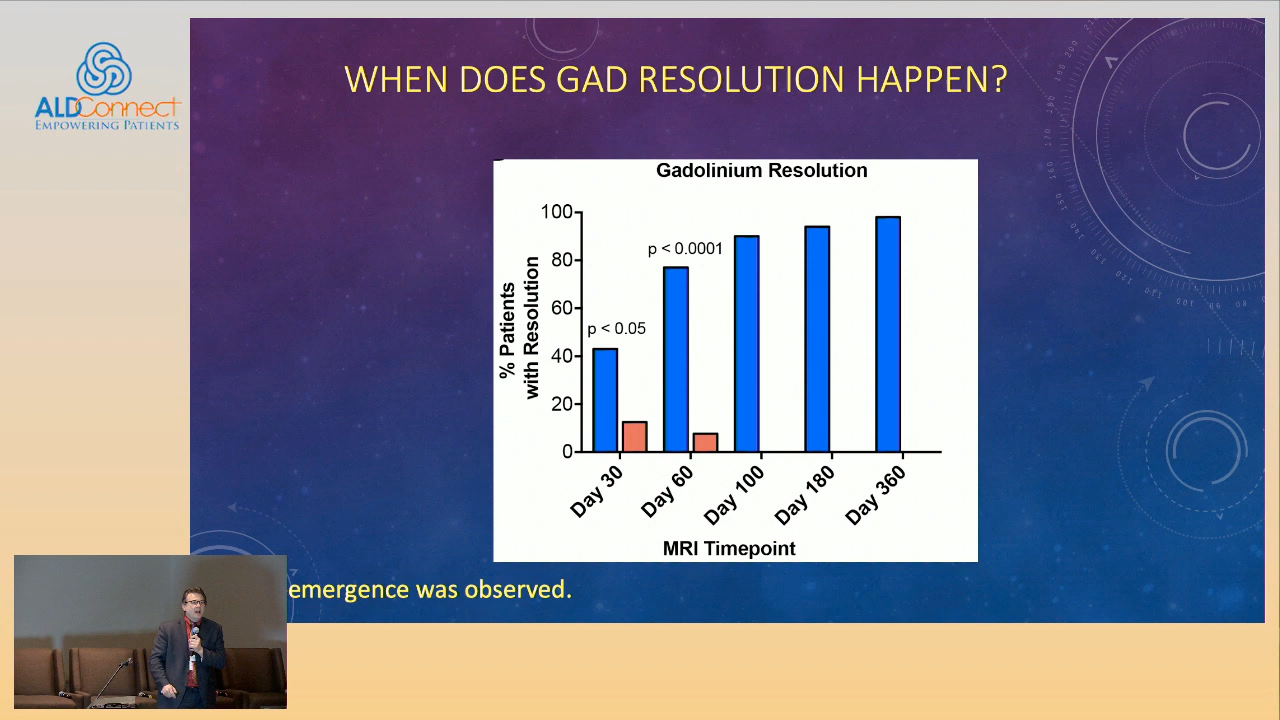 ALDConnect
EMPOWERING PATIENTS
WHEN DOES GAD RESOLUTION HAPPEN?
Gadolinium Resolution
% Patients
with Resolution
100
80
60
40
20
0
p < 0.05
p < 0.0001
Day 30
Day 60
Day 100
Day 180
Day 360
MRI Timepoint
emergence was observed.